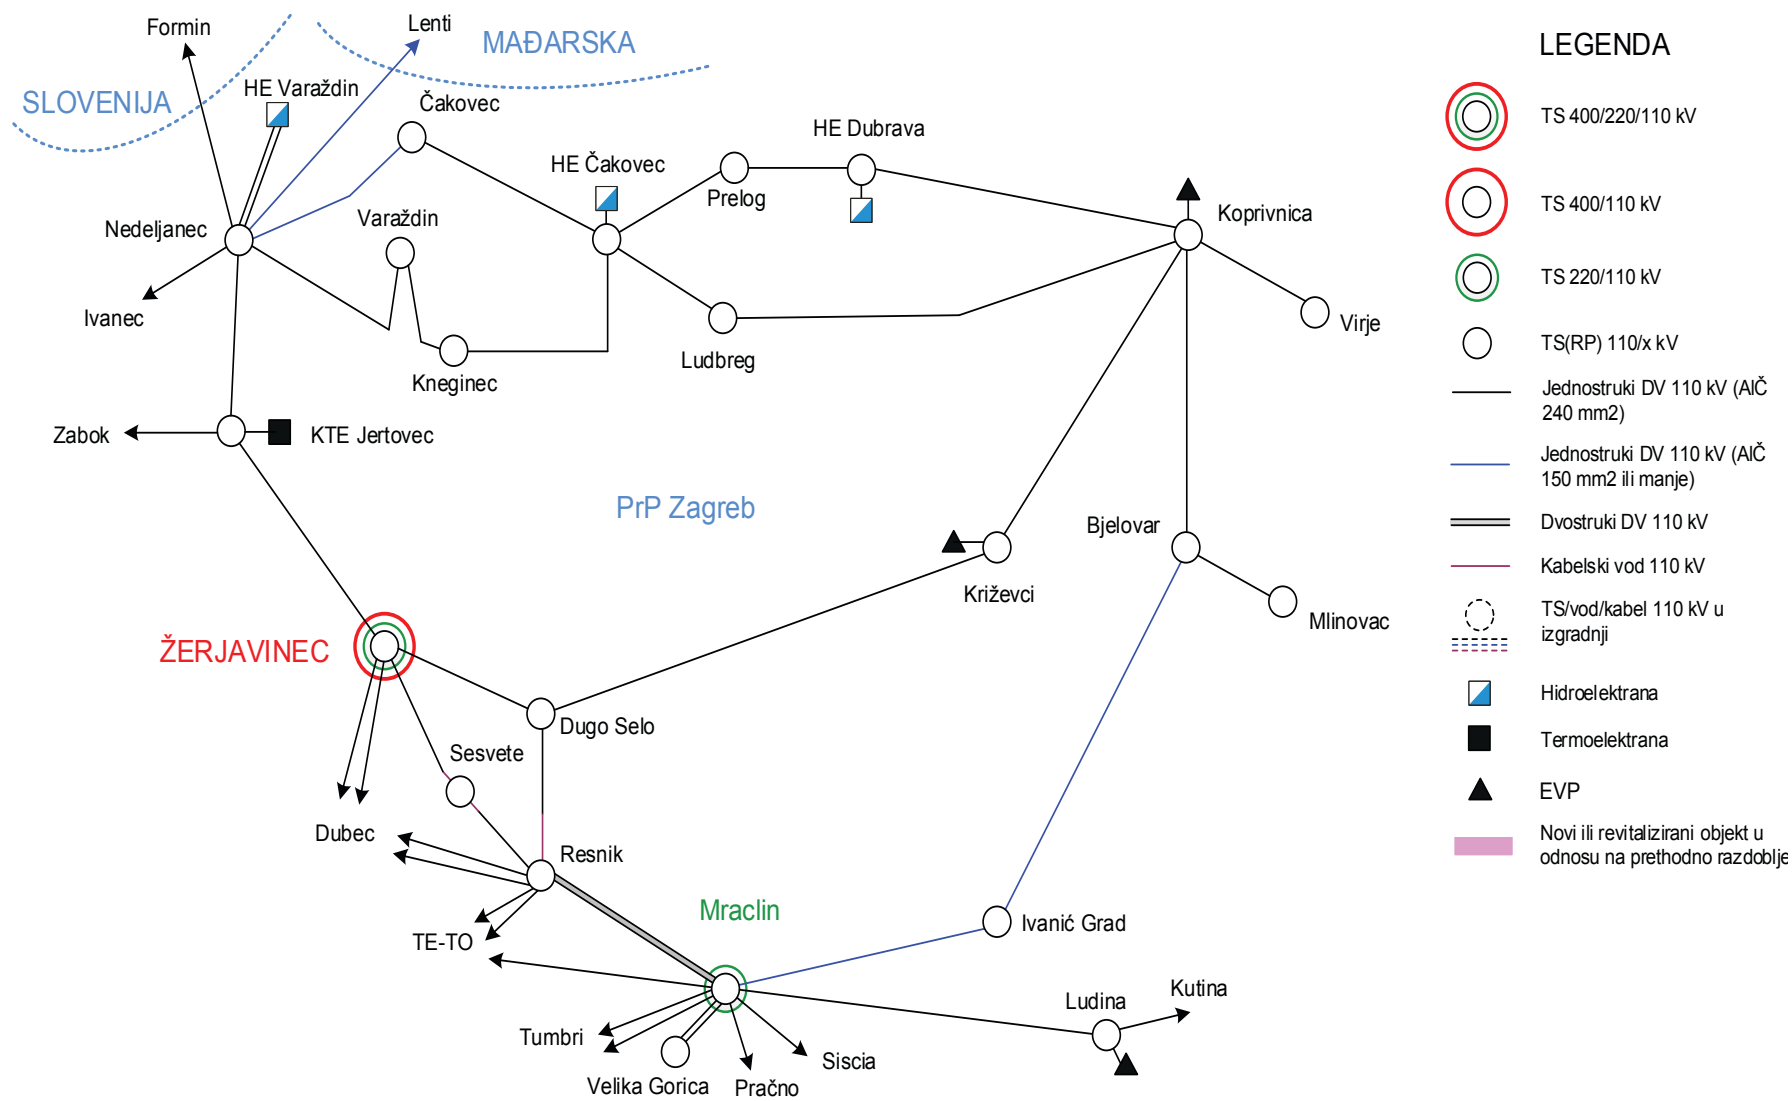 Formin
Lenti
MAĐARSKA
SLOVENIJA
HE Varaždin
Čakovec
HE Dubrava
HE Čakovec
Prelog
Koprivnica
Nedeljanec
Varaždin
Ivanec
Virje
Ludbreg
Kneginec
Zabok
KTE Jertovec
PrP Zagreb
Bjelovar
Križevci
Mlinovac
ŽERJAVINEC
Dugo Selo
Sesvete
Dubec
Resnik
Mraclin
Ivanić Grad
TE-TO
Ludina
Kutina
Tumbri
Siscia
Velika Gorica
Pračno
LEGENDA
TS 400/220/110 kV
TS 400/110 kV
TS 220/110 kV
TS(RP) 110/x kV
Jednostruki DV 110 kV (AlČ
240 mm2)
Jednostruki DV 110 kV (AlČ
150 mm2 ili manje)
Dvostruki DV 110 kV
Kabelski vod 110 kV
TS/vod/kabel 110 kV u
izgradnji
Hidroelektrana
Termoelektrana
EVP
Novi ili revitalizirani objekt u
odnosu na prethodno razdoblje